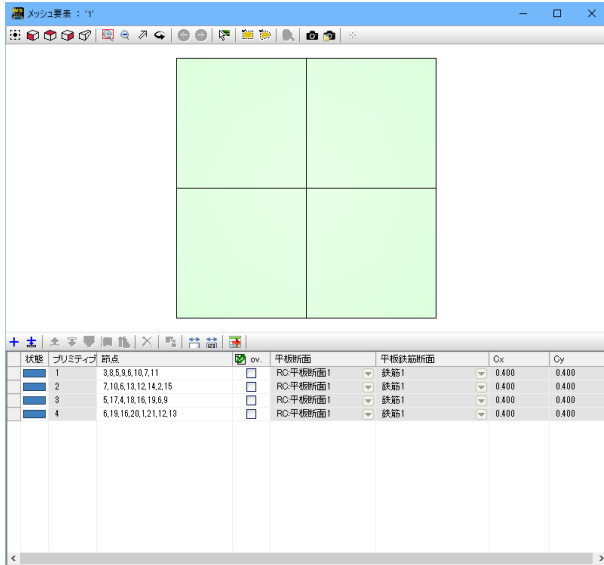 メッシュ要素 : '1'
状態 プリミティブ 節点 ov. 平板断面 平板鉄筋断面 Cx Cy
1 3,8,5,9,6,10,7,11 RC:平板断面1 鉄筋1 0.400 0.400
2 7,10,6,13,12,14,2,15 RC:平板断面1 鉄筋1 0.400 0.400
3 5,17,4,18,16,19,6,9 RC:平板断面1 鉄筋1 0.400 0.400
4 6,19,16,20,1,21,12,13 RC:平板断面1 鉄筋1 0.400 0.400